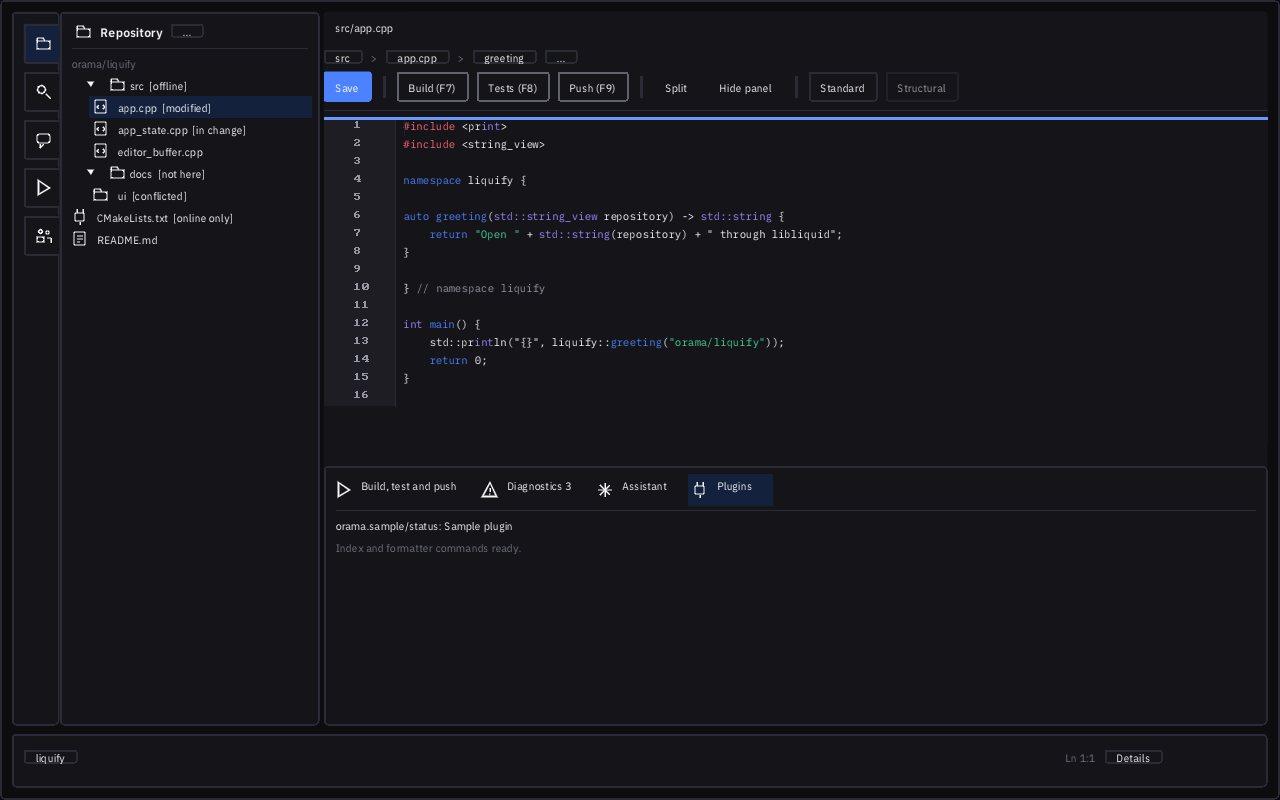 Repository ...
orama/liquify
src [offline]
app.cpp [modified]
app_state.cpp [in change]
editor_buffer.cpp
docs [not here]
ui [conflicted]
CMakeLists.txt [online only]
README.md
src/app.cpp
src > app.cpp > greeting ...
Save Build (F7) Tests (F8) Push (F9) Split Hide panel Standard Structural
1 #include <print>
2 #include <string_view>
3
4 namespace liquify {
5
6 auto greeting(std::string_view repository) -> std::string {
7 return "Open " + std::string(repository) + " through libliquid";
8 }
9
10 } // namespace liquify
11
12 int main() {
13 std::println("{}", liquify::greeting("orama/liquify"));
14 return 0;
15 }
16
Build, test and push Diagnostics 3 Assistant Plugins
orama.sample/status: Sample plugin
Index and formatter commands ready.
liquify Ln 1:1 Details